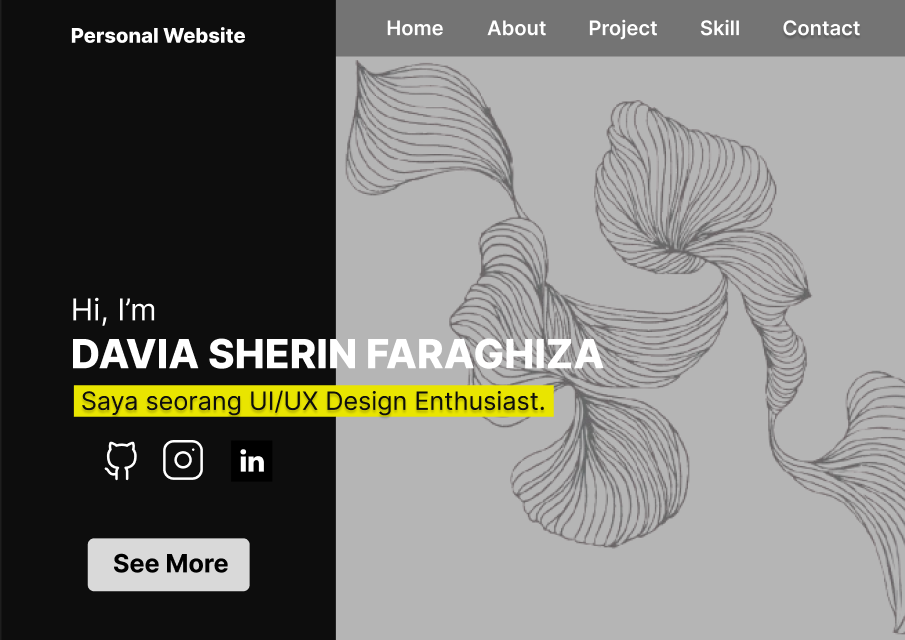 Personal Website
Home About Project Skill Contact
Hi, I’m
DAVIA SHERIN FARAGHIZA
Saya seorang UI/UX Design Enthusiast.
in
See More